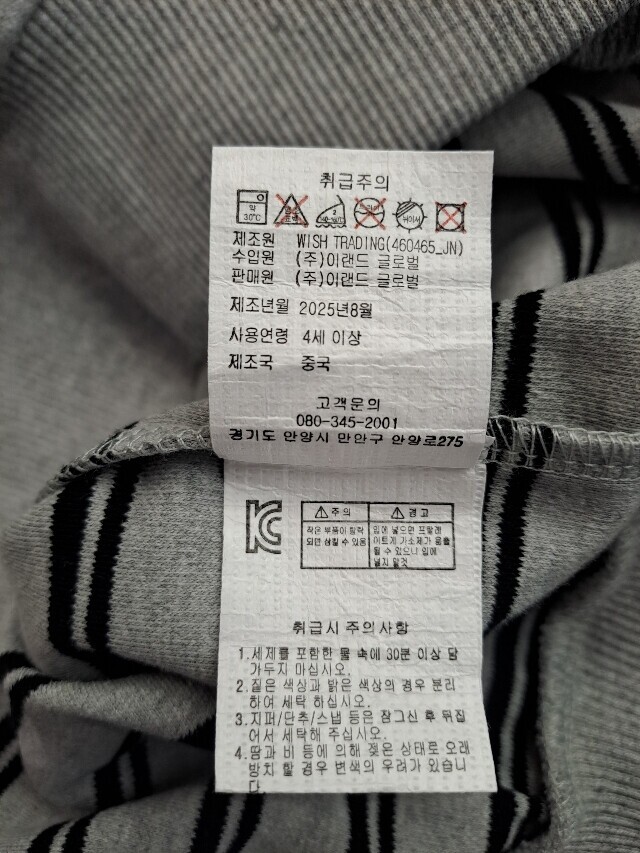 취급주의
약
30℃
제조원 WISH TRADING(460465_JN)
수입원 (주)이랜드 글로벌
판매원 (주)이랜드 글로벌
제조년월 2025년8월
사용연령 4세 이상
제조국 중국
고객문의
080-345-2001
경기도 안양시 만안구 안양로275
주의
작은 부품이 탈락
되면 삼킬 수 있음
경고
입에 넣으면 프탈레
이트계 가소제가 용출
될 수 있으니 입에
넣지 말것
취급시 주의사항
1.세제를 포함한 물 속에 30분 이상 담
가두지 마십시오.
2.짙은 색상과 밝은 색상의 경우 분리
하여 세탁 하십시오.
3.지퍼/단추/스냅 등은 잠그신 후 뒤집
어서 세탁해 주십시오.
4.땀과 비 등에 의해 젖은 상태로 오래
방치 할 경우 변색의 우려가 있습니
다.